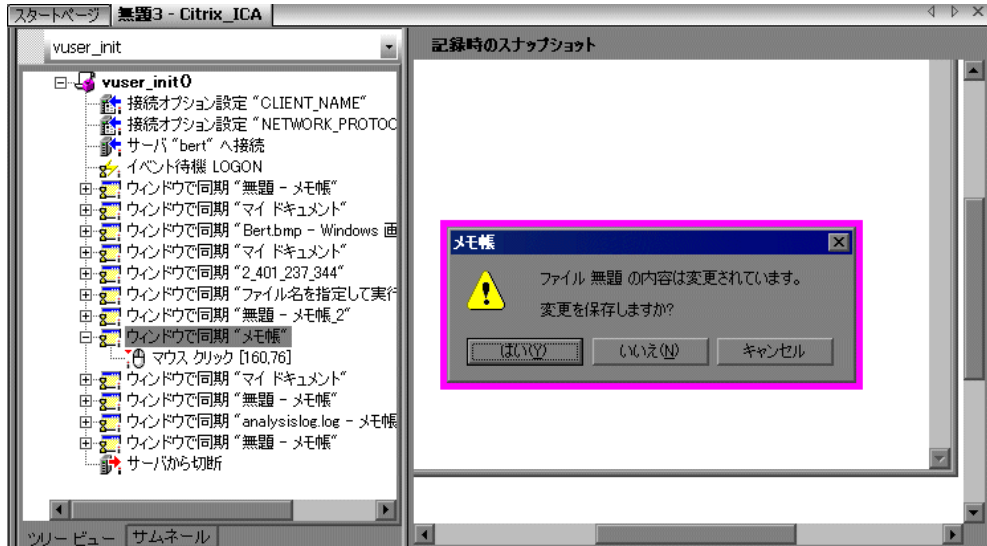 スタートページ
無題3 - Citrix_ICA
vuser_init
記録時のスナップショット
vuser_init()
接続オプション設定 “CLIENT_NAME”
接続オプション設定 “NETWORK_PROTOC
サーバ “bert” へ接続
イベント待機 LOGON
ウィンドウで同期 “無題 - メモ帳”
ウィンドウで同期 “マイ ドキュメント”
ウィンドウで同期 “Bert.bmp - Windows 画
ウィンドウで同期 “マイ ドキュメント”
ウィンドウで同期 “2_401_237_344”
ウィンドウで同期 “ファイル名を指定して実行
ウィンドウで同期 “無題 - メモ帳_2”
ウィンドウで同期 “メモ帳”
マウス クリック [160,76]
ウィンドウで同期 “マイ ドキュメント”
ウィンドウで同期 “無題 - メモ帳”
ウィンドウで同期 “analysislog.log - メモ帳
ウィンドウで同期 “無題 - メモ帳”
サーバから切断
メモ帳
ファイル 無題 の内容は変更されています。
変更を保存しますか?
はい(Y)
いいえ(N)
キャンセル
ツリー ビュー
サムネール